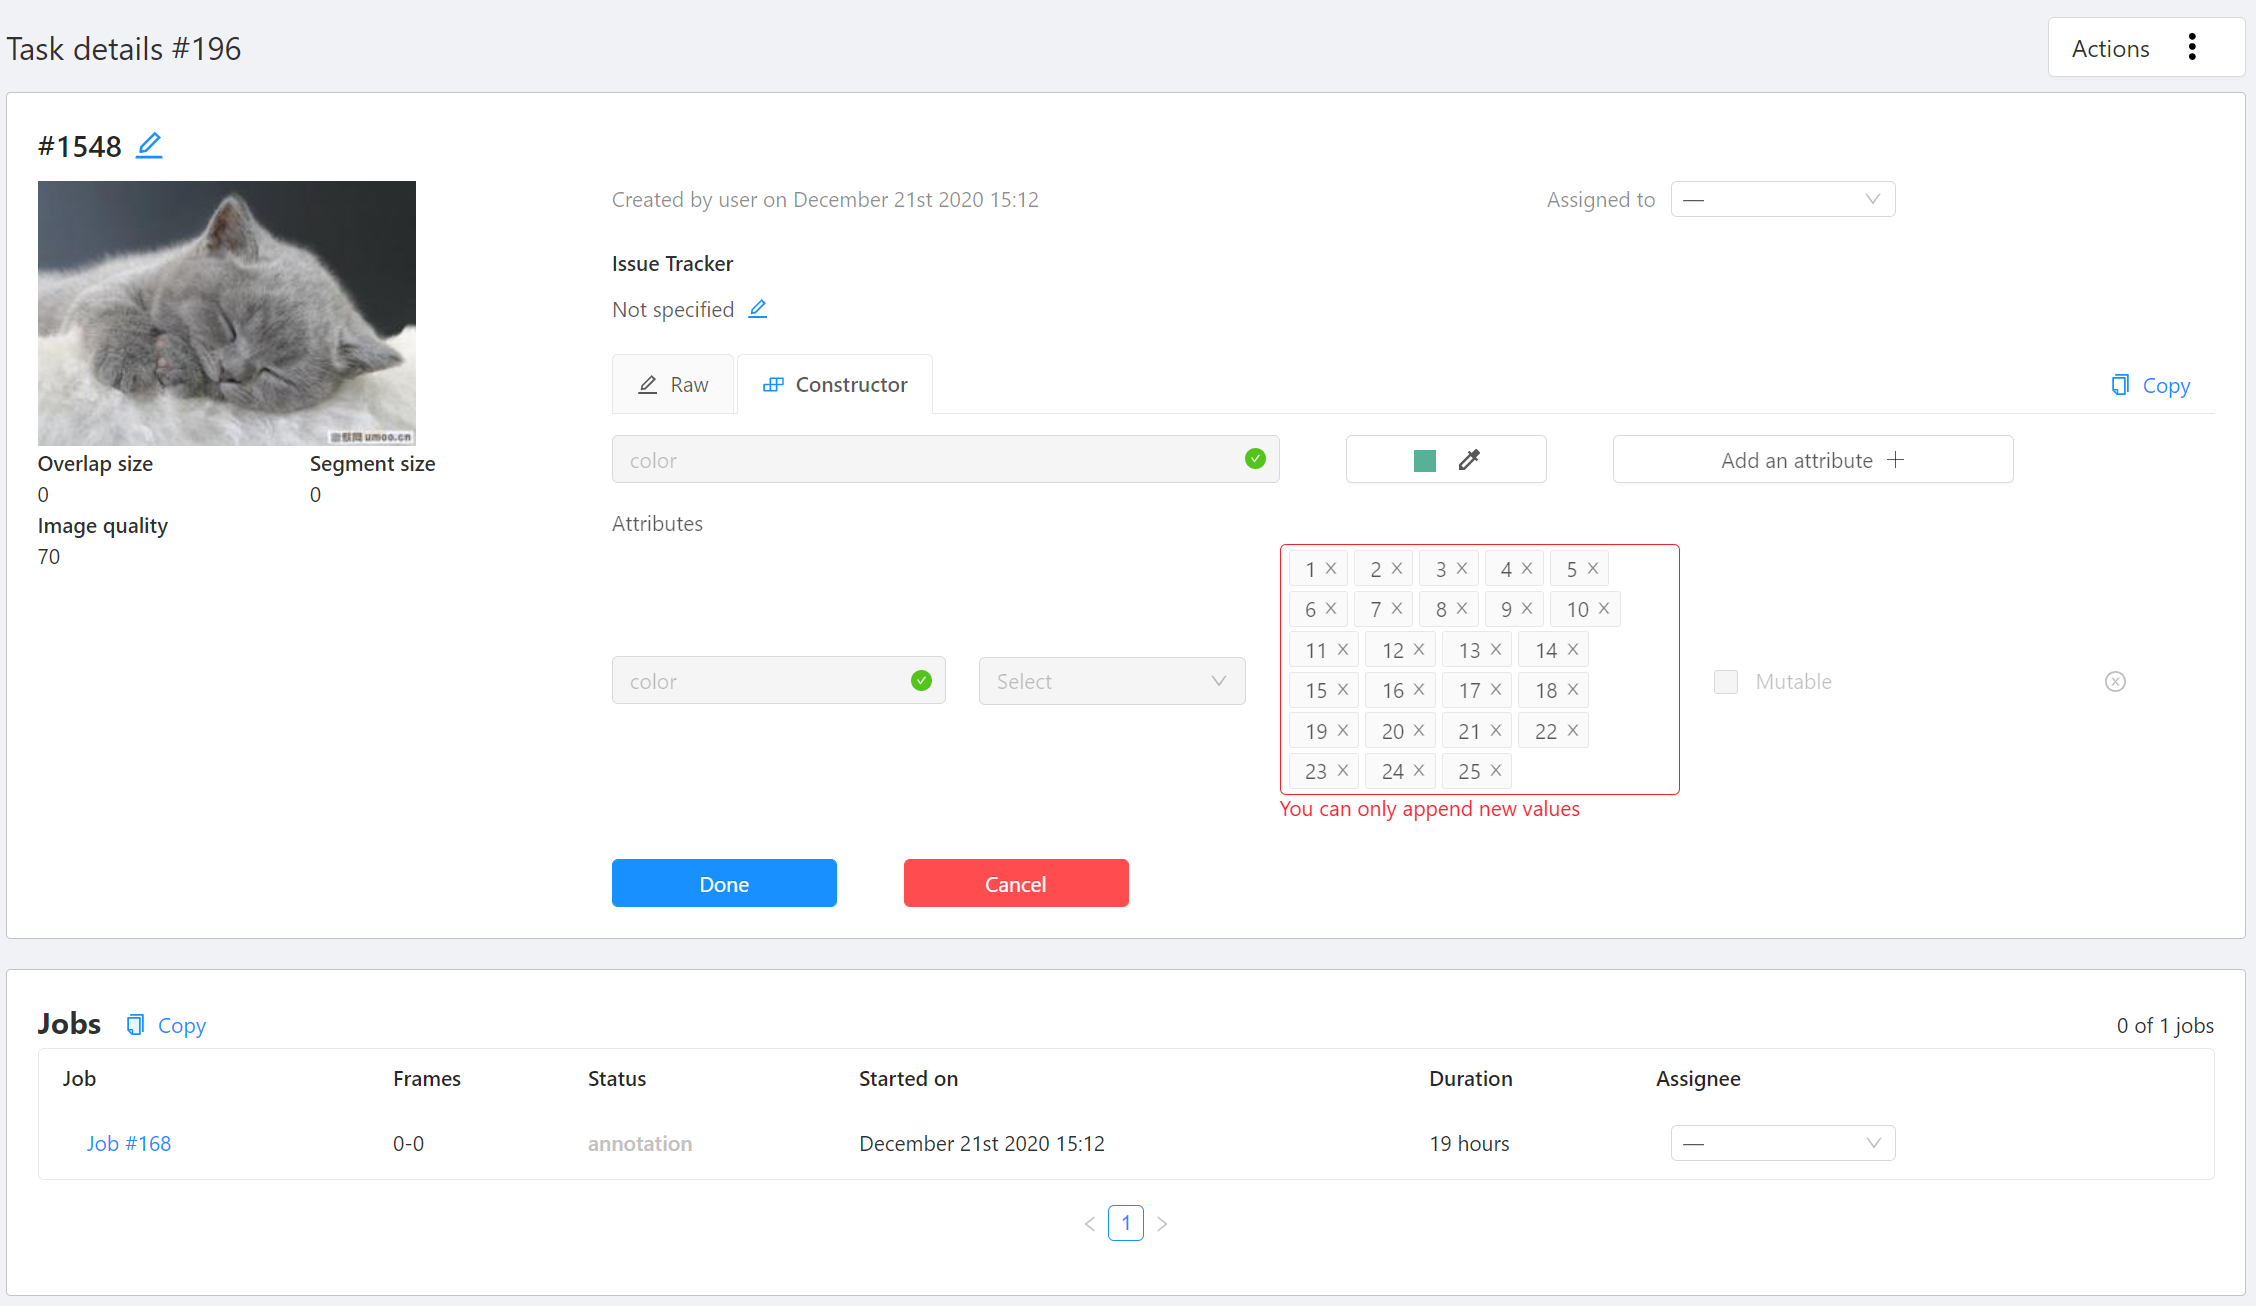 Task details #196
Actions
#1548
Created by user on December 21st 2020 15:12
Assigned to
—
Issue Tracker
Not specified
Raw
Constructor
Copy
umoo.cn
Overlap size
0
Segment size
0
Image quality
70
color
Add an attribute
Attributes
color
Select
1 2 3 4 5
6 7 8 9 10
11 12 13 14
15 16 17 18
19 20 21 22
23 24 25
You can only append new values
Mutable
Done
Cancel
Jobs
Copy
0 of 1 jobs
Job Frames Status Started on Duration Assignee
Job #168 0-0 annotation December 21st 2020 15:12 19 hours —
1